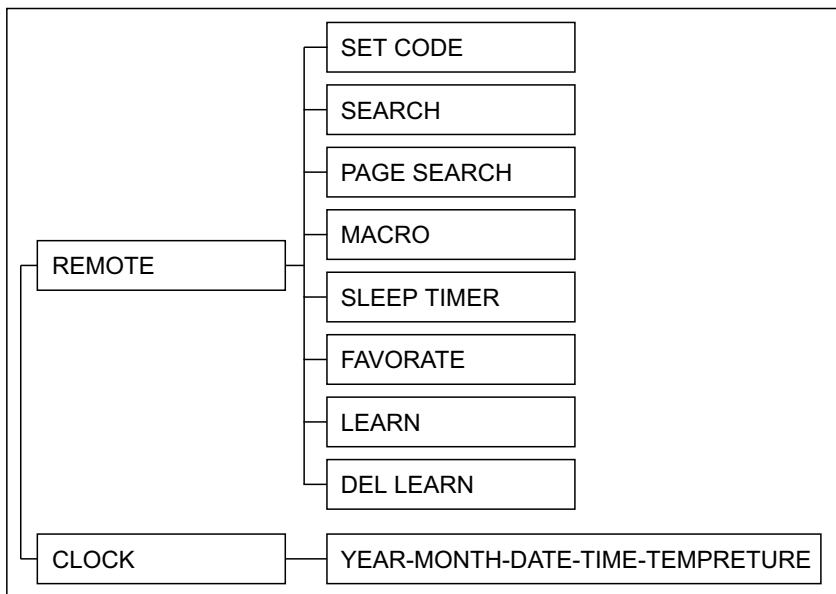 SET CODE
SEARCH
PAGE SEARCH
MACRO
REMOTE
SLEEP TIMER
FAVORATE
LEARN
DEL LEARN
CLOCK
YEAR-MONTH-DATE-TIME-TEMPRETURE